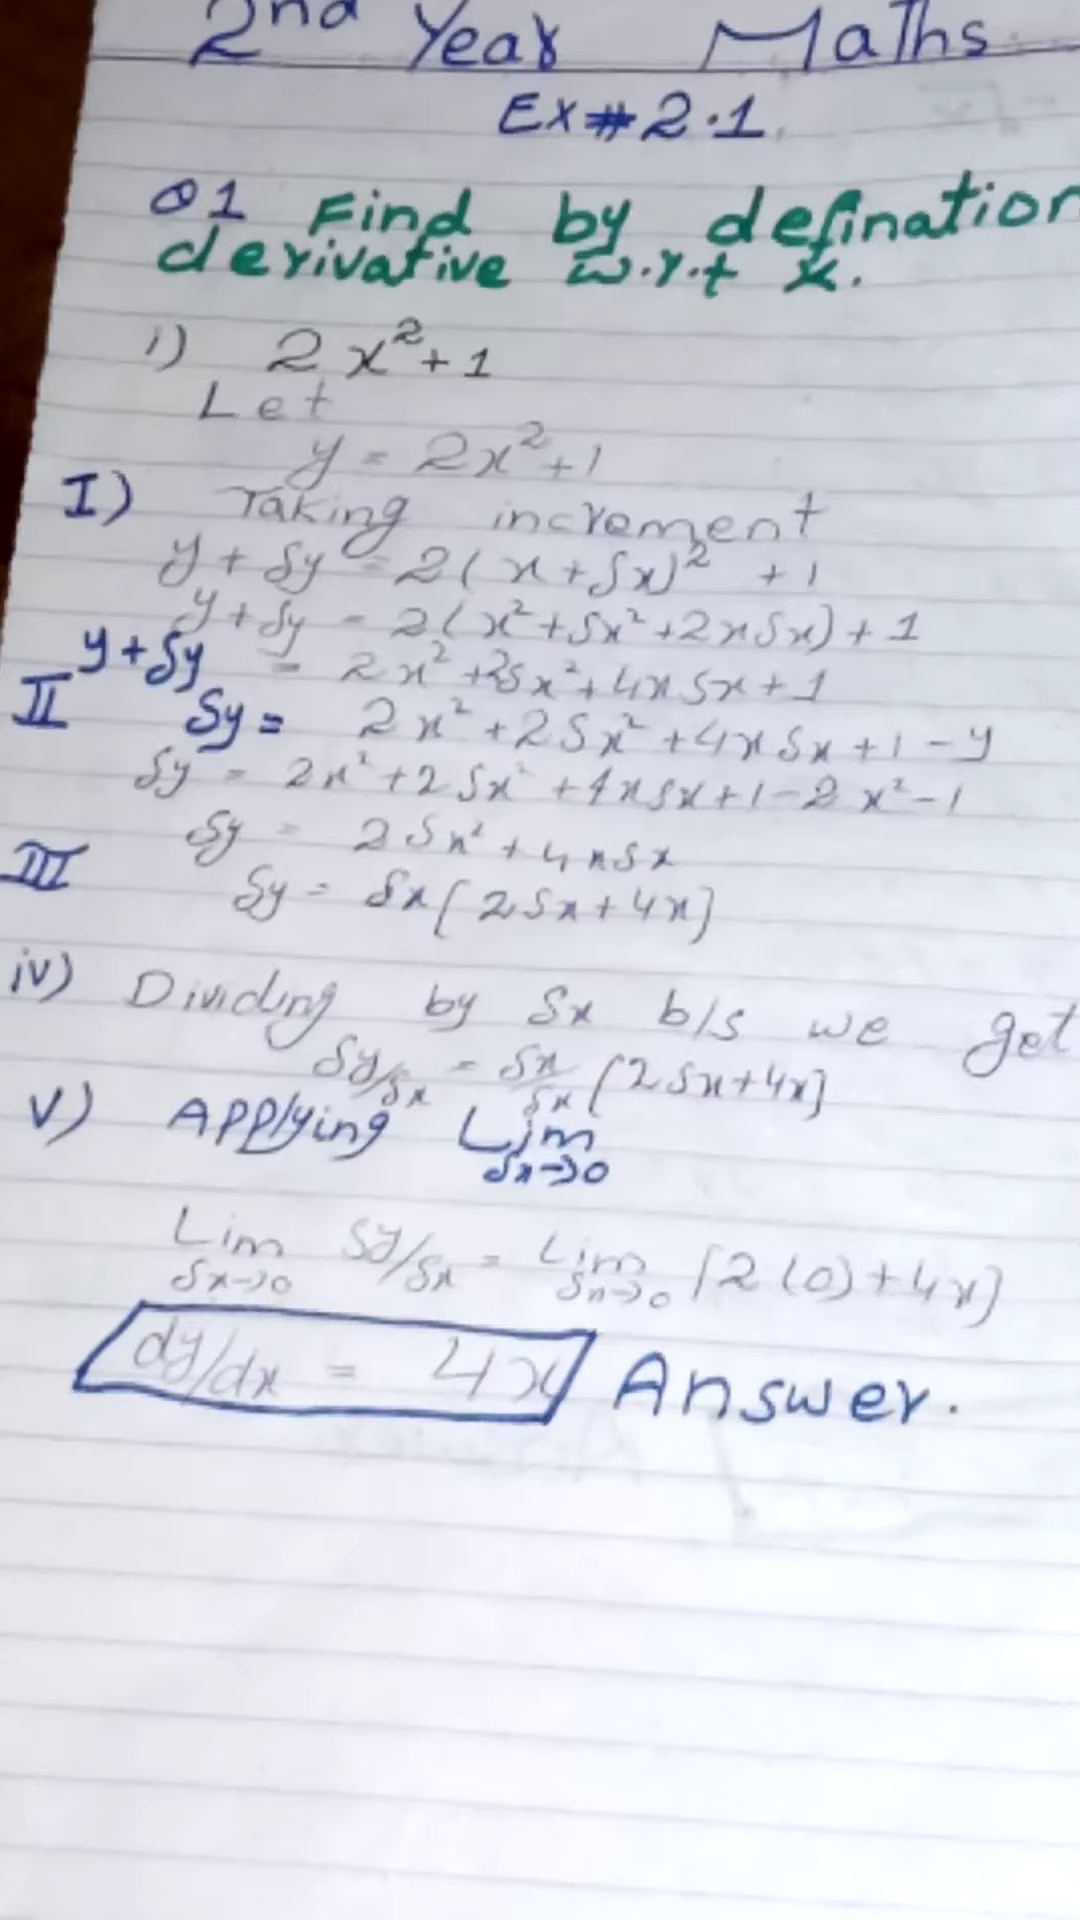 2nd Year Maths
Ex#2.1
Q1 Find by defination
derivative w.r.t x.
i) 2x²+1
Let
y = 2x²+1
I) Taking increment
y+δy = 2(x+δx)² +1
y+δy = 2(x²+δx²+2xδx)+1
y+δy = 2x²+2δx²+4xδx+1
II δy = 2x²+2δx²+4xδx+1-y
δy = 2x²+2δx²+4xδx+1-2x²-1
δy = 2δx²+4xδx
III δy = δx[2δx+4x]
iv) Dividing by δx b/s we get
δy/δx = δx/δx [2δx+4x]
v) Applying Lim δx→0
Lim δx→0 δy/δx = Lim δx→0 [2(0)+4x]
dy/dx = 4x Answer.